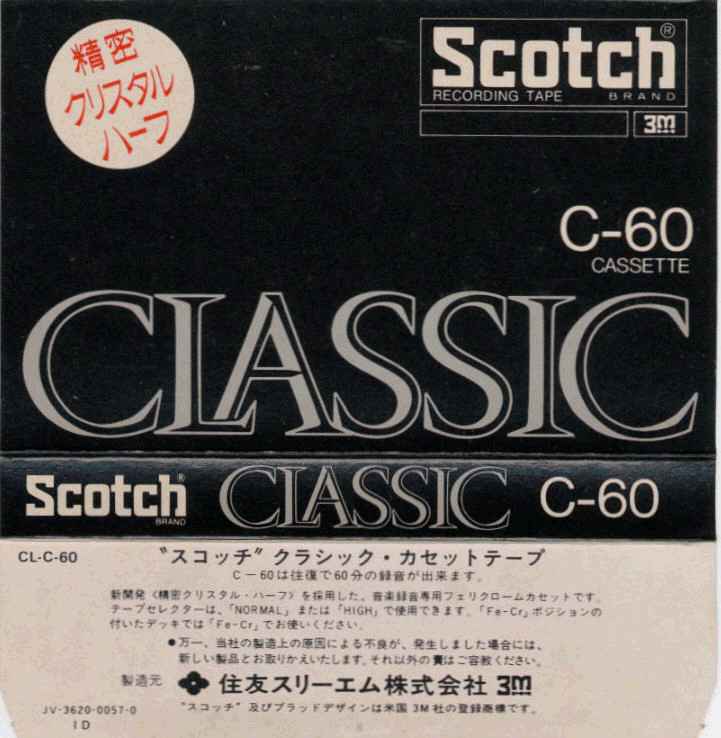 精密
クリスタル
ハーフ
Scotch®
RECORDING TAPE BRAND
3M
C-60
CASSETTE
CLASSIC
Scotch® BRAND CLASSIC C-60
CL-C-60 "スコッチ"クラシック・カセットテープ
C-60は往復で60分の録音が出来ます。
新開発〈精密クリスタル・ハーフ〉を採用した、音楽録音専用フェリクロームカセットです。
テープセレクターは、「NORMAL」または「HIGH」で使用できます。「Fe-Cr」ポジションの
付いたデッキでは「Fe-Cr」でお使いください。
●万一、当社の製造上の原因による不良が、発生しました場合には、
新しい製品とお取りかえいたします。それ以外の責はご容赦ください。
製造元 住友スリーエム株式会社 3M
JV-3620-0057-0 "スコッチ"及びプラッドデザインは米国3M社の登録商標です。
1D